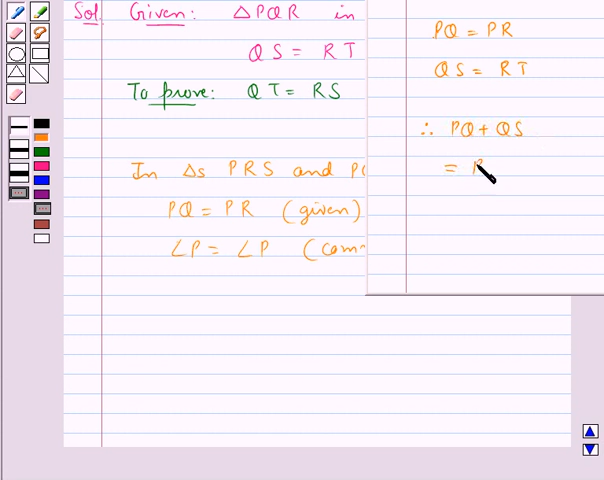 Sol. Given: △PQR in
QS = RT
To prove: QT = RS
In △s PRS and
PQ = PR (given)
∠P = ∠P
PQ = PR
QS = RT
∴ PQ + QS
=